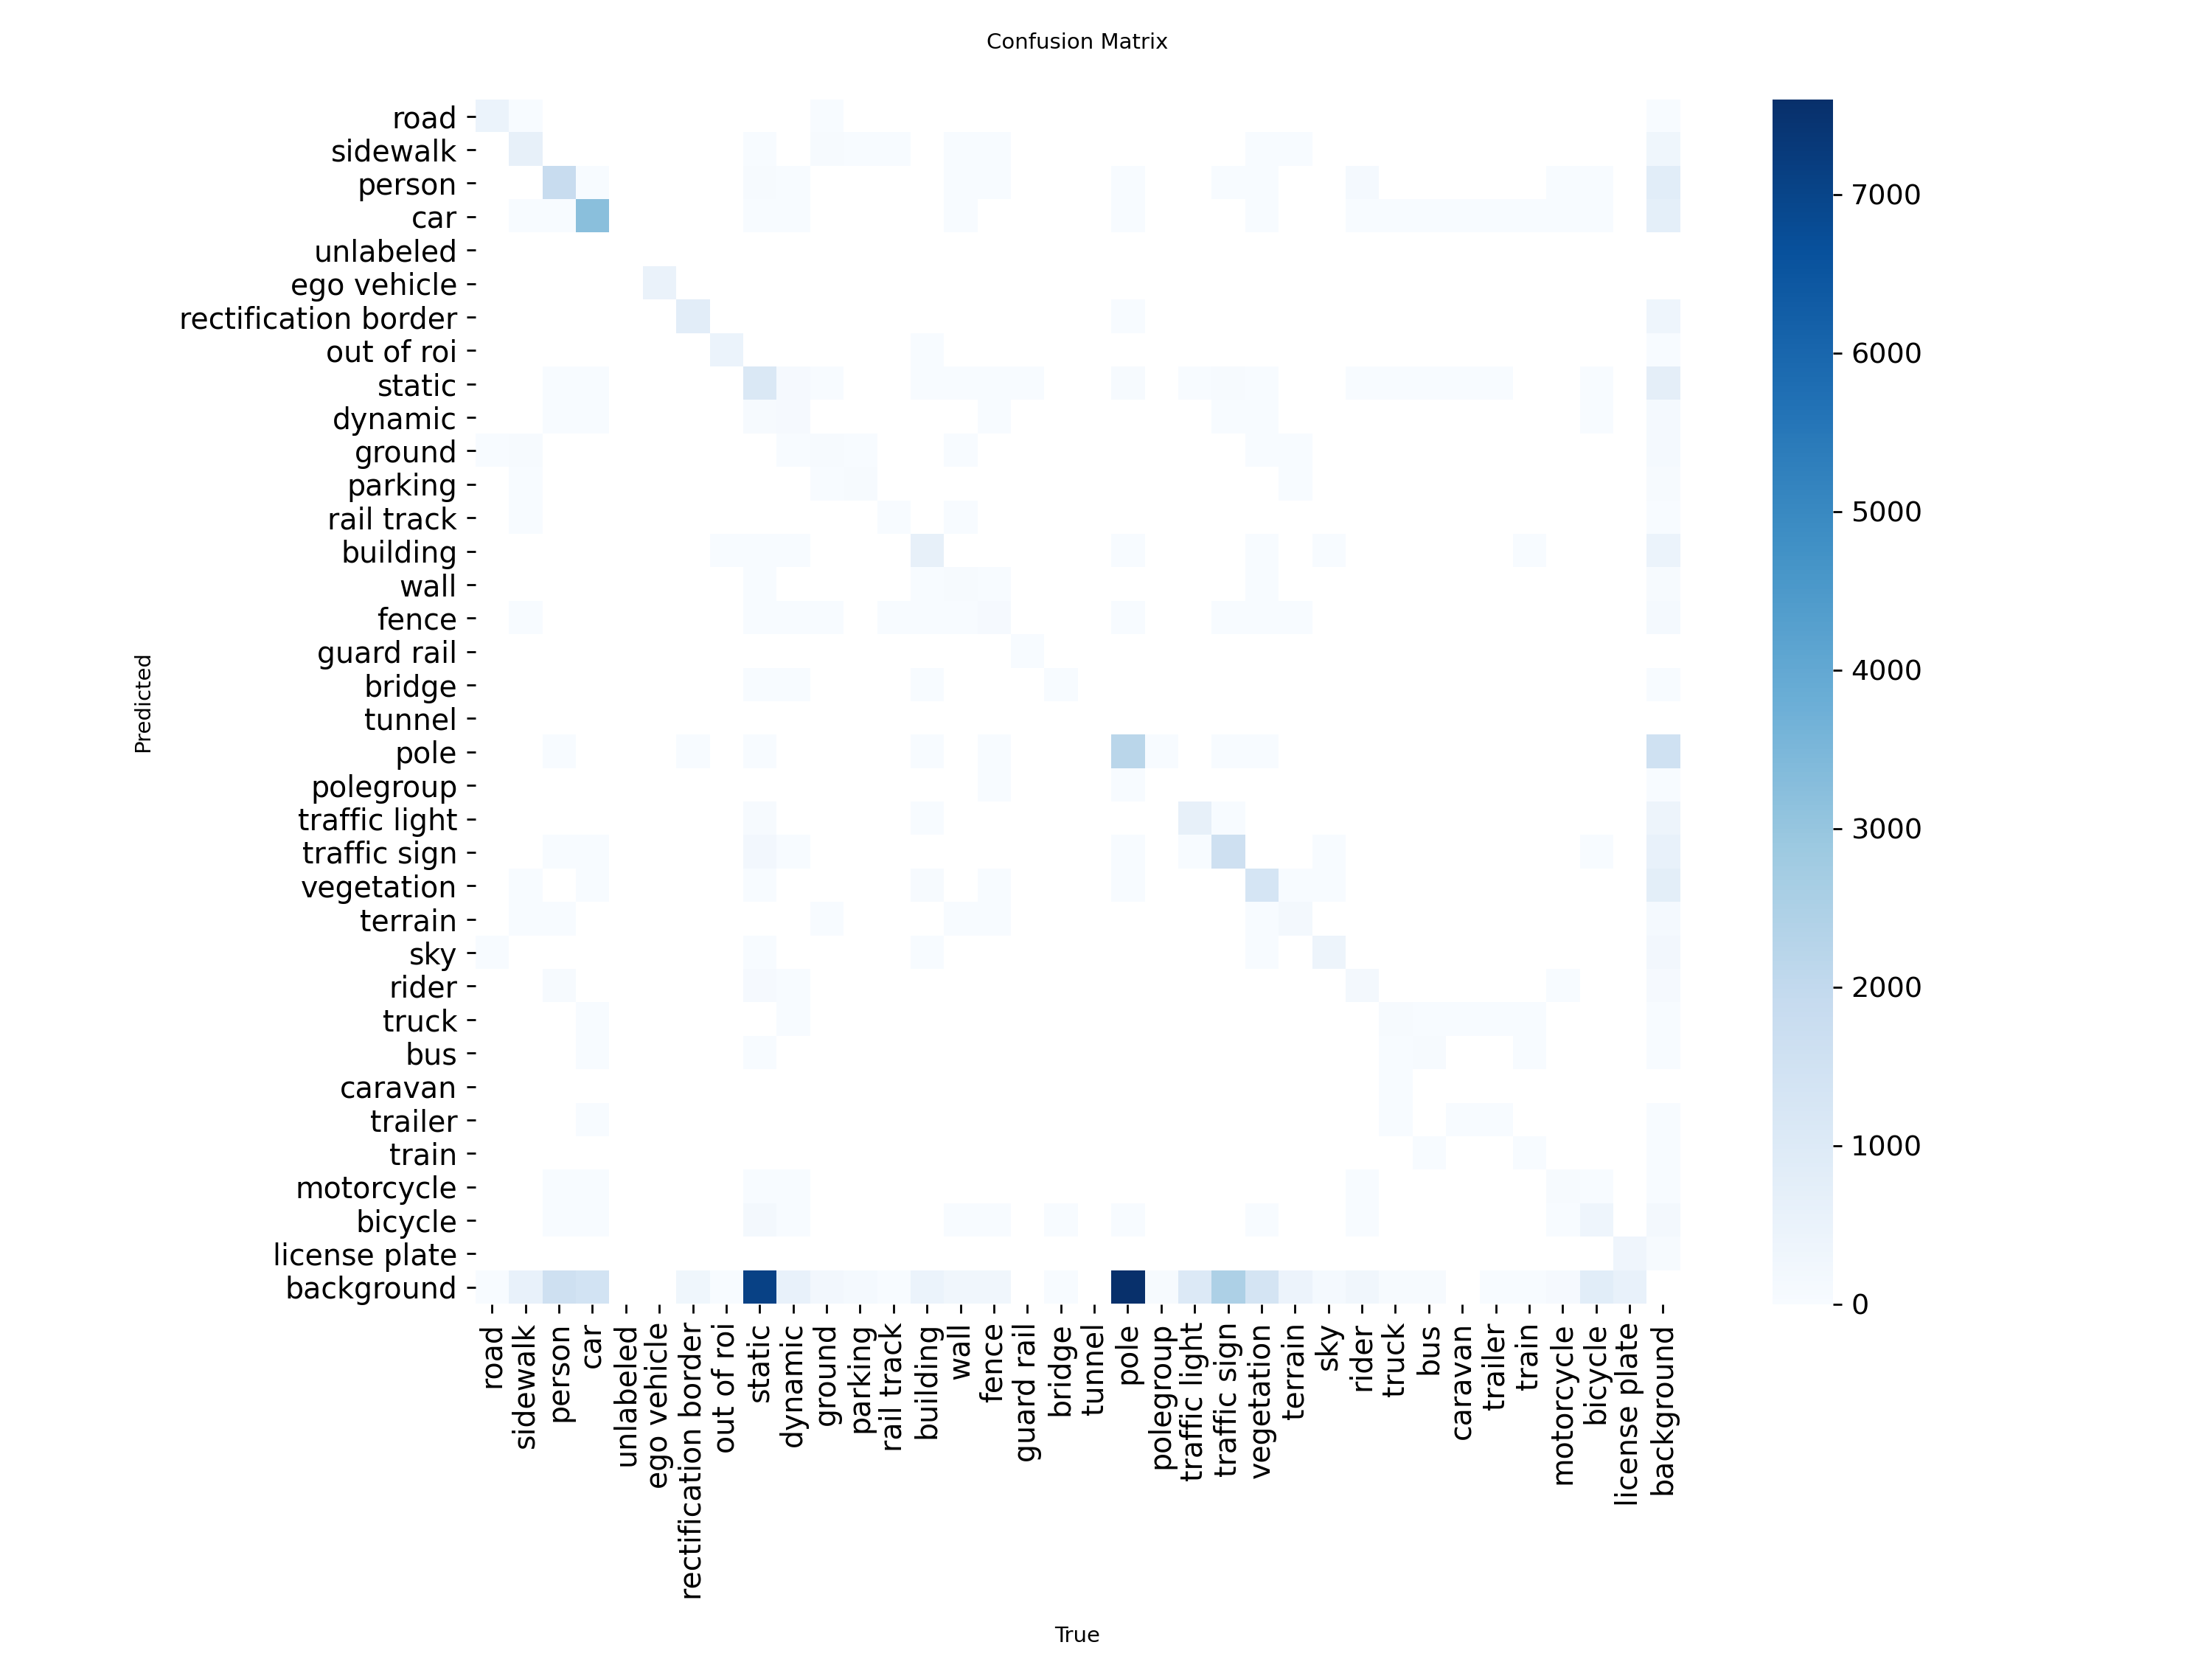 Confusion Matrix
road
sidewalk
person
car
unlabeled
ego vehicle
rectification border
out of roi
static
dynamic
ground
parking
rail track
building
wall
fence
guard rail
bridge
tunnel
pole
polegroup
traffic light
traffic sign
vegetation
terrain
sky
rider
truck
bus
caravan
trailer
train
motorcycle
bicycle
license plate
background
Predicted
road
sidewalk
person
car
unlabeled
ego vehicle
rectification border
out of roi
static
dynamic
ground
parking
rail track
building
wall
fence
guard rail
bridge
tunnel
pole
polegroup
traffic light
traffic sign
vegetation
terrain
sky
rider
truck
bus
caravan
trailer
train
motorcycle
bicycle
license plate
background
True
7000
6000
5000
4000
3000
2000
1000
0